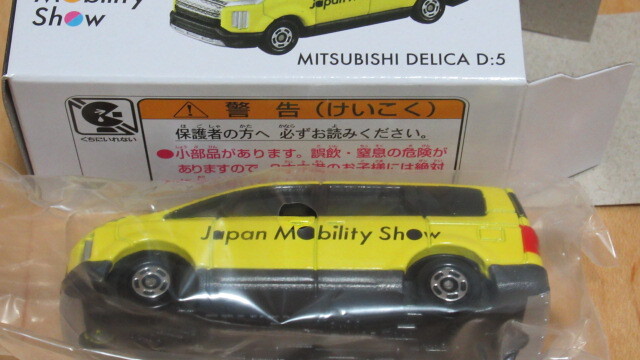 Mobility
Show
Japan M
MITSUBISHI DELICA D:5
警告(けいこく)
くちにいれない
保護者の方へ 必ずお読みください。
●小部品があります。誤飲・窒息の危険が
ありますので
Japan Mobility Show